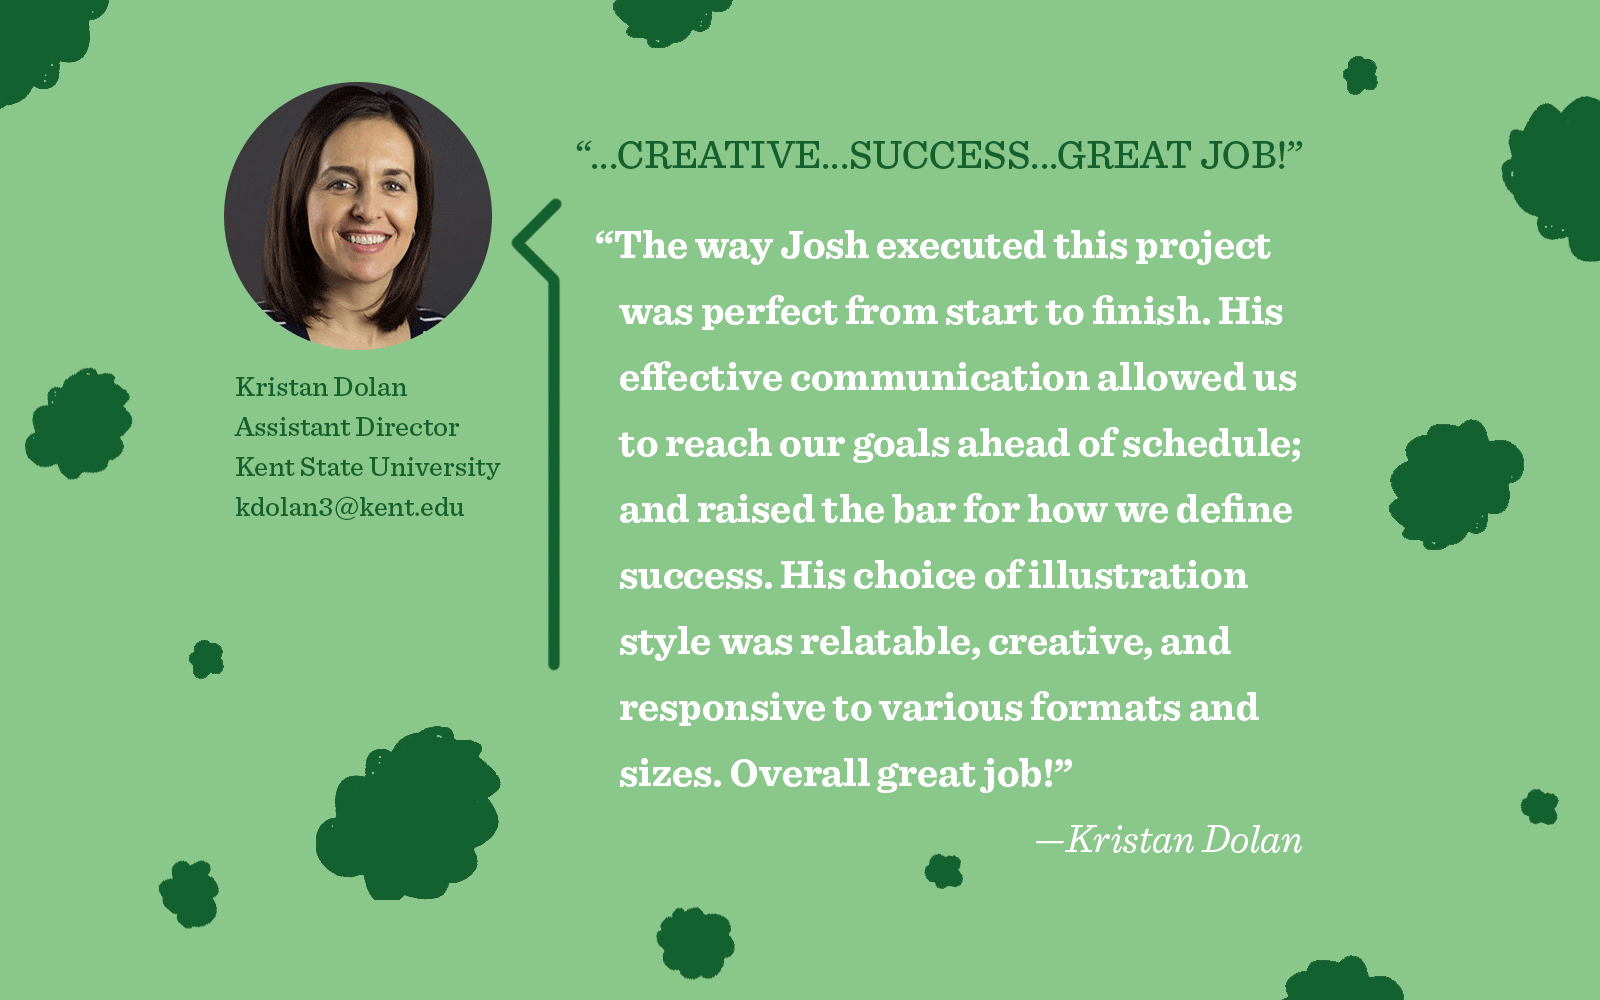 “...CREATIVE...SUCCESS...GREAT JOB!”
“The way Josh executed this project
was perfect from start to finish. His
effective communication allowed us
to reach our goals ahead of schedule;
and raised the bar for how we define
success. His choice of illustration
style was relatable, creative, and
responsive to various formats and
sizes. Overall great job!”
—Kristan Dolan
Kristan Dolan
Assistant Director
Kent State University
kdolan3@kent.edu